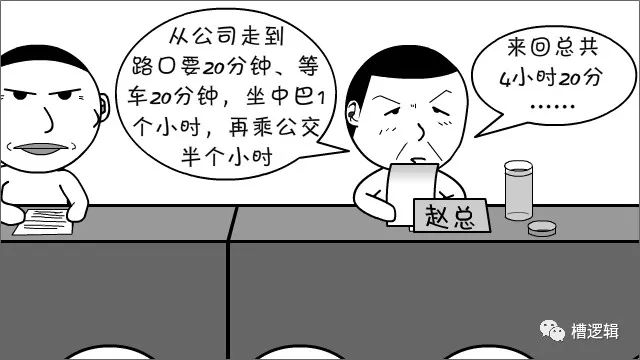 从公司走到
路口要20分钟、等
车20分钟，坐中巴1
个小时，再乘公交
半个小时
来回总共
4小时20分
……
赵总
槽逻辑